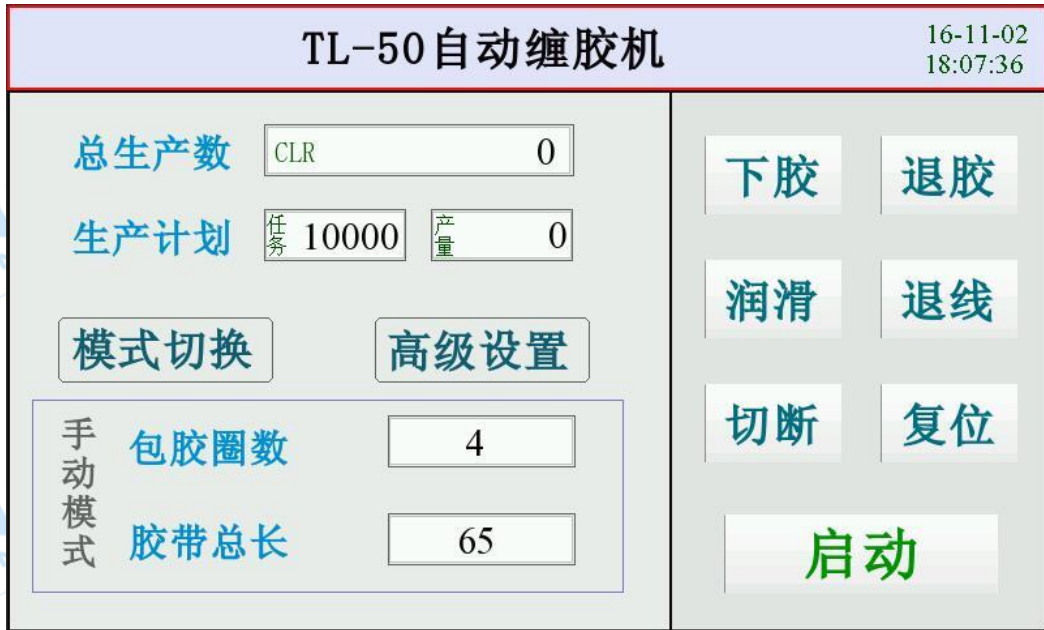 TL-50自动缠胶机
16-11-02
18:07:36
总生产数 CLR 0
生产计划 任务 10000 产量 0
模式切换 高级设置
手动模式
包胶圈数 4
胶带总长 65
下胶 退胶
润滑 退线
切断 复位
启动